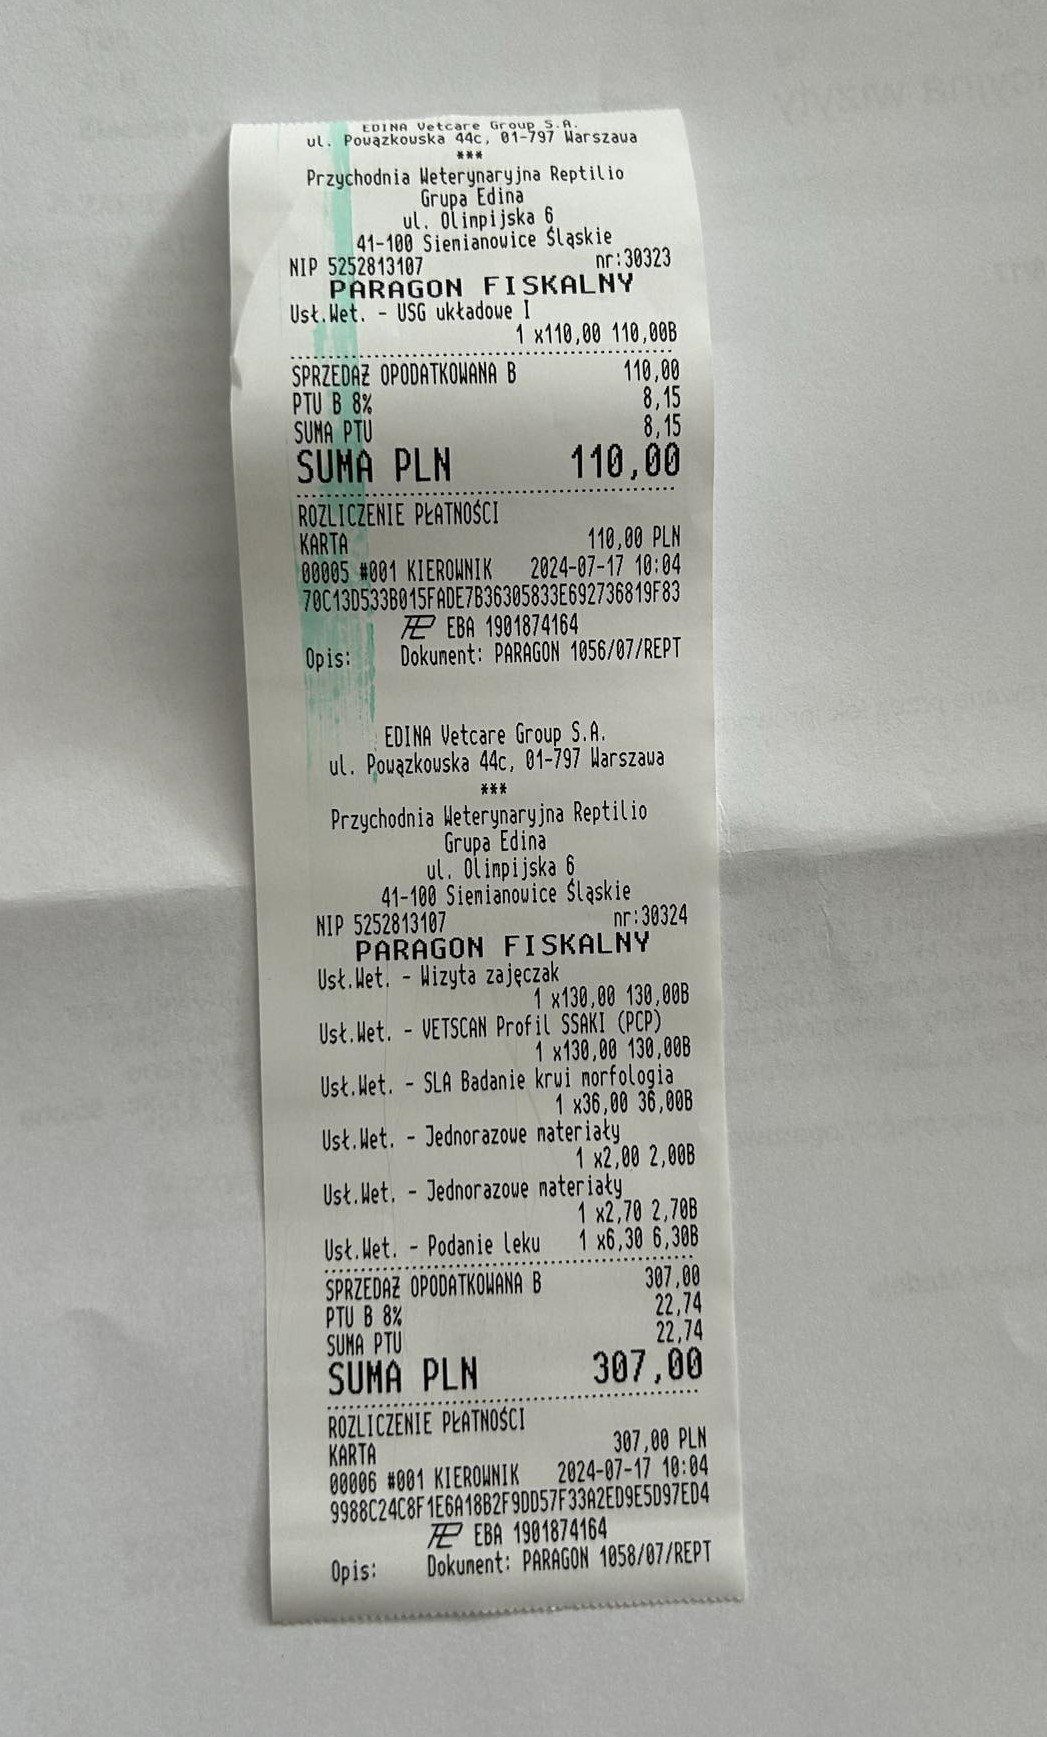 EDINA Vetcare Group S.A.
ul. Powązkowska 44c, 01-797 Warszawa
***
Przychodnia Weterynaryjna Reptilio
Grupa Edina
ul. Olimpijska 6
41-100 Siemianowice Śląskie
NIP 5252813107 nr:30323
PARAGON FISKALNY
Usł.Wet. - USG układowe I
1 x110,00 110,00B
SPRZEDAŻ OPODATKOWANA B 110,00
PTU B 8% 8,15
SUMA PTU 8,15
SUMA PLN 110,00
ROZLICZENIE PŁATNOŚCI
KARTA 110,00 PLN
00005 #001 KIEROWNIK 2024-07-17 10:04
70C13D533B015FADE7B36305833E692736819F83
EBA 1901874164
Opis: Dokument: PARAGON 1056/07/REPT
EDINA Vetcare Group S.A.
ul. Powązkowska 44c, 01-797 Warszawa
***
Przychodnia Weterynaryjna Reptilio
Grupa Edina
ul. Olimpijska 6
41-100 Siemianowice Śląskie
NIP 5252813107 nr:30324
PARAGON FISKALNY
Usł.Wet. - Wizyta zajęczak
1 x130,00 130,00B
Usł.Wet. - VETSCAN Profil SSAKI (PCP)
1 x130,00 130,00B
Usł.Wet. - SLA Badanie krwi morfologia
1 x36,00 36,00B
Usł.Wet. - Jednorazowe materiały
1 x2,00 2,00B
Usł.Wet. - Jednorazowe materiały
1 x2,70 2,70B
Usł.Wet. - Podanie leku 1 x6,30 6,30B
SPRZEDAŻ OPODATKOWANA B 307,00
PTU B 8% 22,74
SUMA PTU 22,74
SUMA PLN 307,00
ROZLICZENIE PŁATNOŚCI
KARTA 307,00 PLN
00006 #001 KIEROWNIK 2024-07-17 10:04
9988C24C8F1E6A18B2F9DD57F33A2ED9E5D97ED4
EBA 1901874164
Opis: Dokument: PARAGON 1058/07/REPT